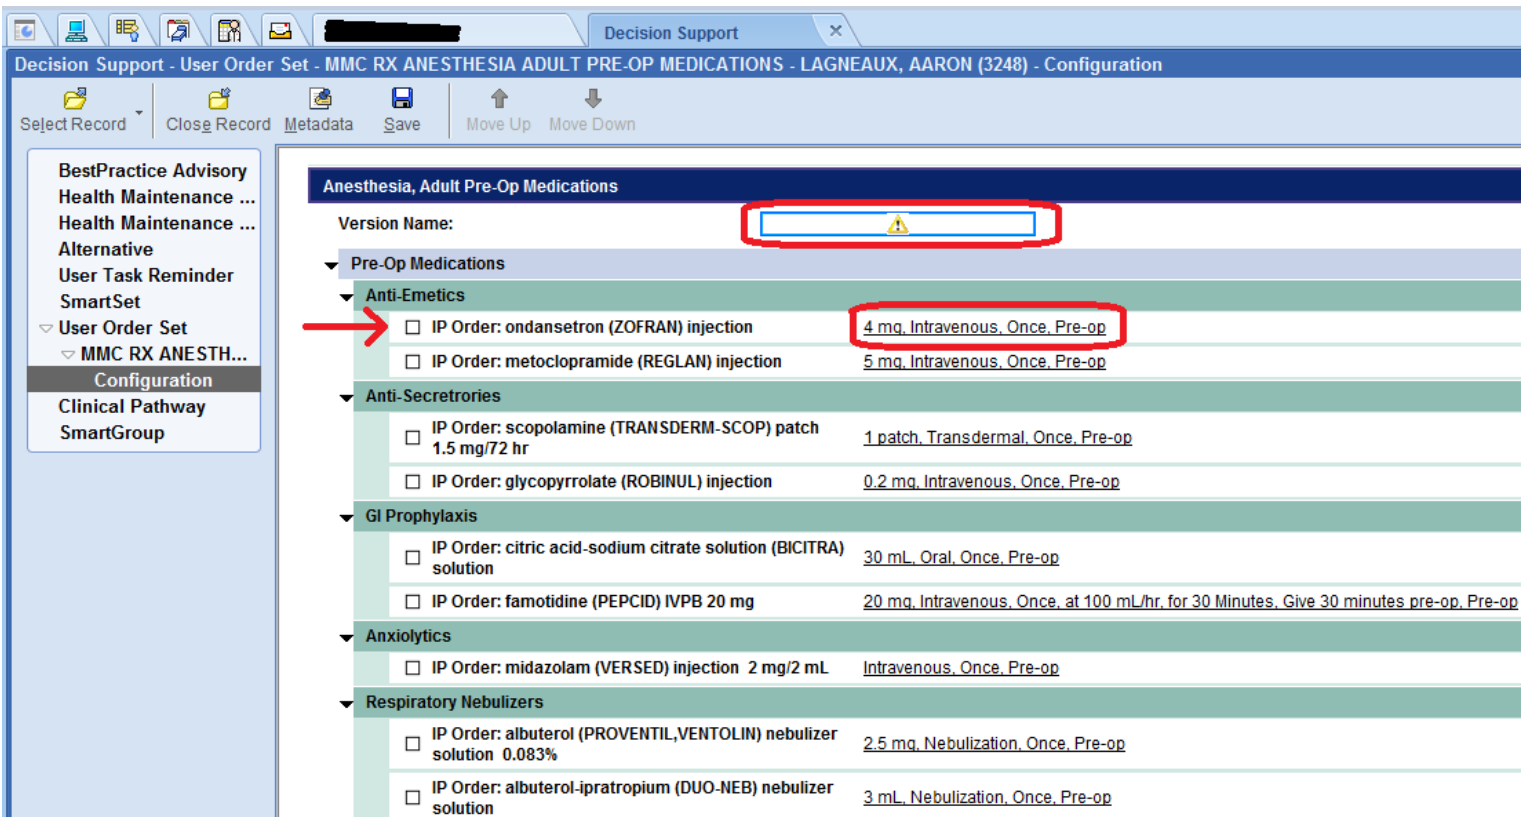 Decision Support
Decision Support - User Order Set - MMC RX ANESTHESIA ADULT PRE-OP MEDICATIONS - LAGNEAUX, AARON (3248) - Configuration
Select Record
Close Record
Metadata
Save
Move Up
Move Down
BestPractice Advisory
Health Maintenance ...
Health Maintenance ...
Alternative
User Task Reminder
SmartSet
User Order Set
MMC RX ANESTH...
Configuration
Clinical Pathway
SmartGroup
Anesthesia, Adult Pre-Op Medications
Version Name:
Pre-Op Medications
Anti-Emetics
IP Order: ondansetron (ZOFRAN) injection
4 mg, Intravenous, Once, Pre-op
IP Order: metoclopramide (REGLAN) injection
5 mg, Intravenous, Once, Pre-op
Anti-Secretrories
IP Order: scopolamine (TRANSDERM-SCOP) patch
1.5 mg/72 hr
1 patch, Transdermal, Once, Pre-op
IP Order: glycopyrrolate (ROBINUL) injection
0.2 mg, Intravenous, Once, Pre-op
GI Prophylaxis
IP Order: citric acid-sodium citrate solution (BICITRA)
solution
30 mL, Oral, Once, Pre-op
IP Order: famotidine (PEPCID) IVPB 20 mg
20 mg, Intravenous, Once, at 100 mL/hr, for 30 Minutes, Give 30 minutes pre-op, Pre-op
Anxiolytics
IP Order: midazolam (VERSED) injection 2 mg/2 mL
Intravenous, Once, Pre-op
Respiratory Nebulizers
IP Order: albuterol (PROVENTIL,VENTOLIN) nebulizer
solution 0.083%
2.5 mg, Nebulization, Once, Pre-op
IP Order: albuterol-ipratropium (DUO-NEB) nebulizer
solution
3 mL, Nebulization, Once, Pre-op